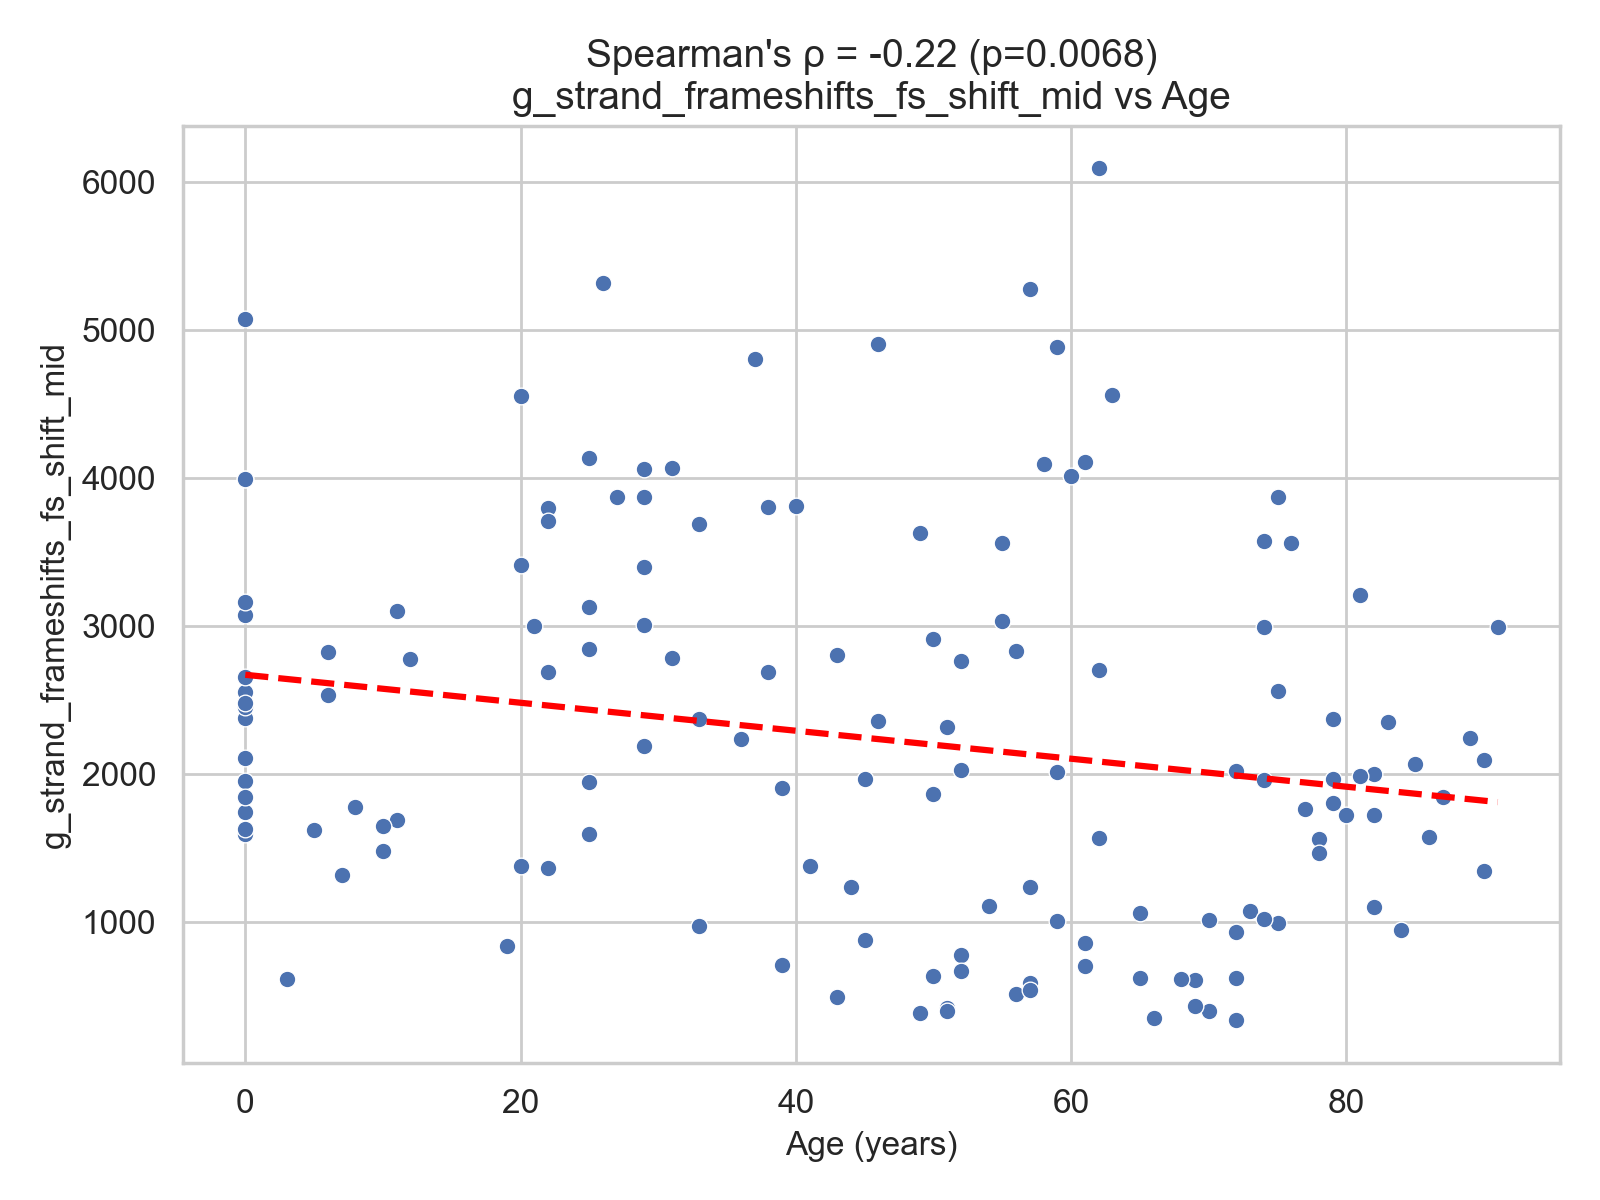 Spearman's ρ = -0.22 (p=0.0068)
g_strand_frameshifts_fs_shift_mid vs Age
g_strand_frameshifts_fs_shift_mid
6000
5000
4000
3000
2000
1000
0
20
40
60
80
Age (years)